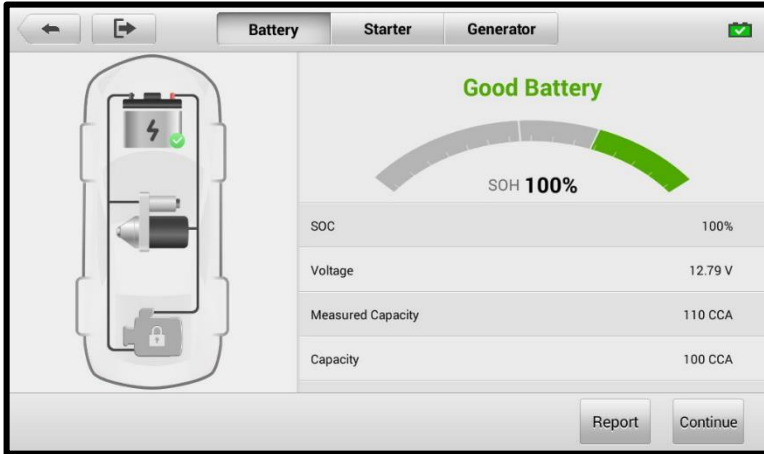 Battery Starter Generator
Good Battery
SOH 100%
SOC 100%
Voltage 12.79 V
Measured Capacity 110 CCA
Capacity 100 CCA
Report Continue